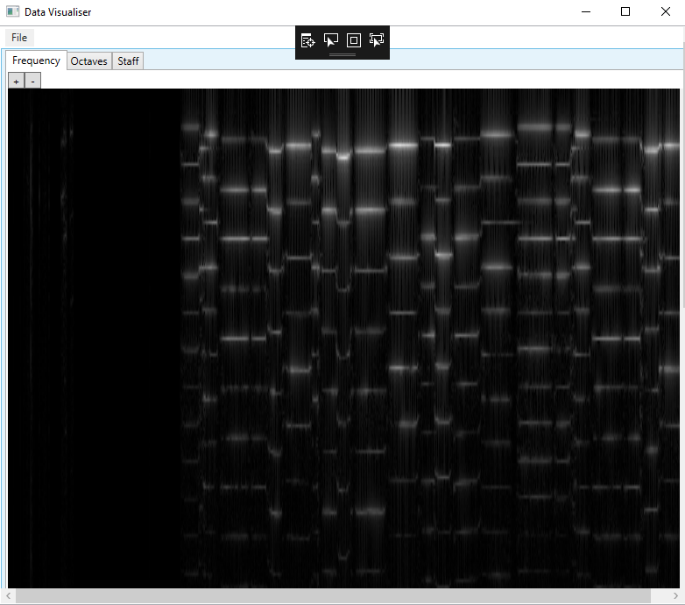 Data Visualiser
File
Frequency Octaves Staff
+ -